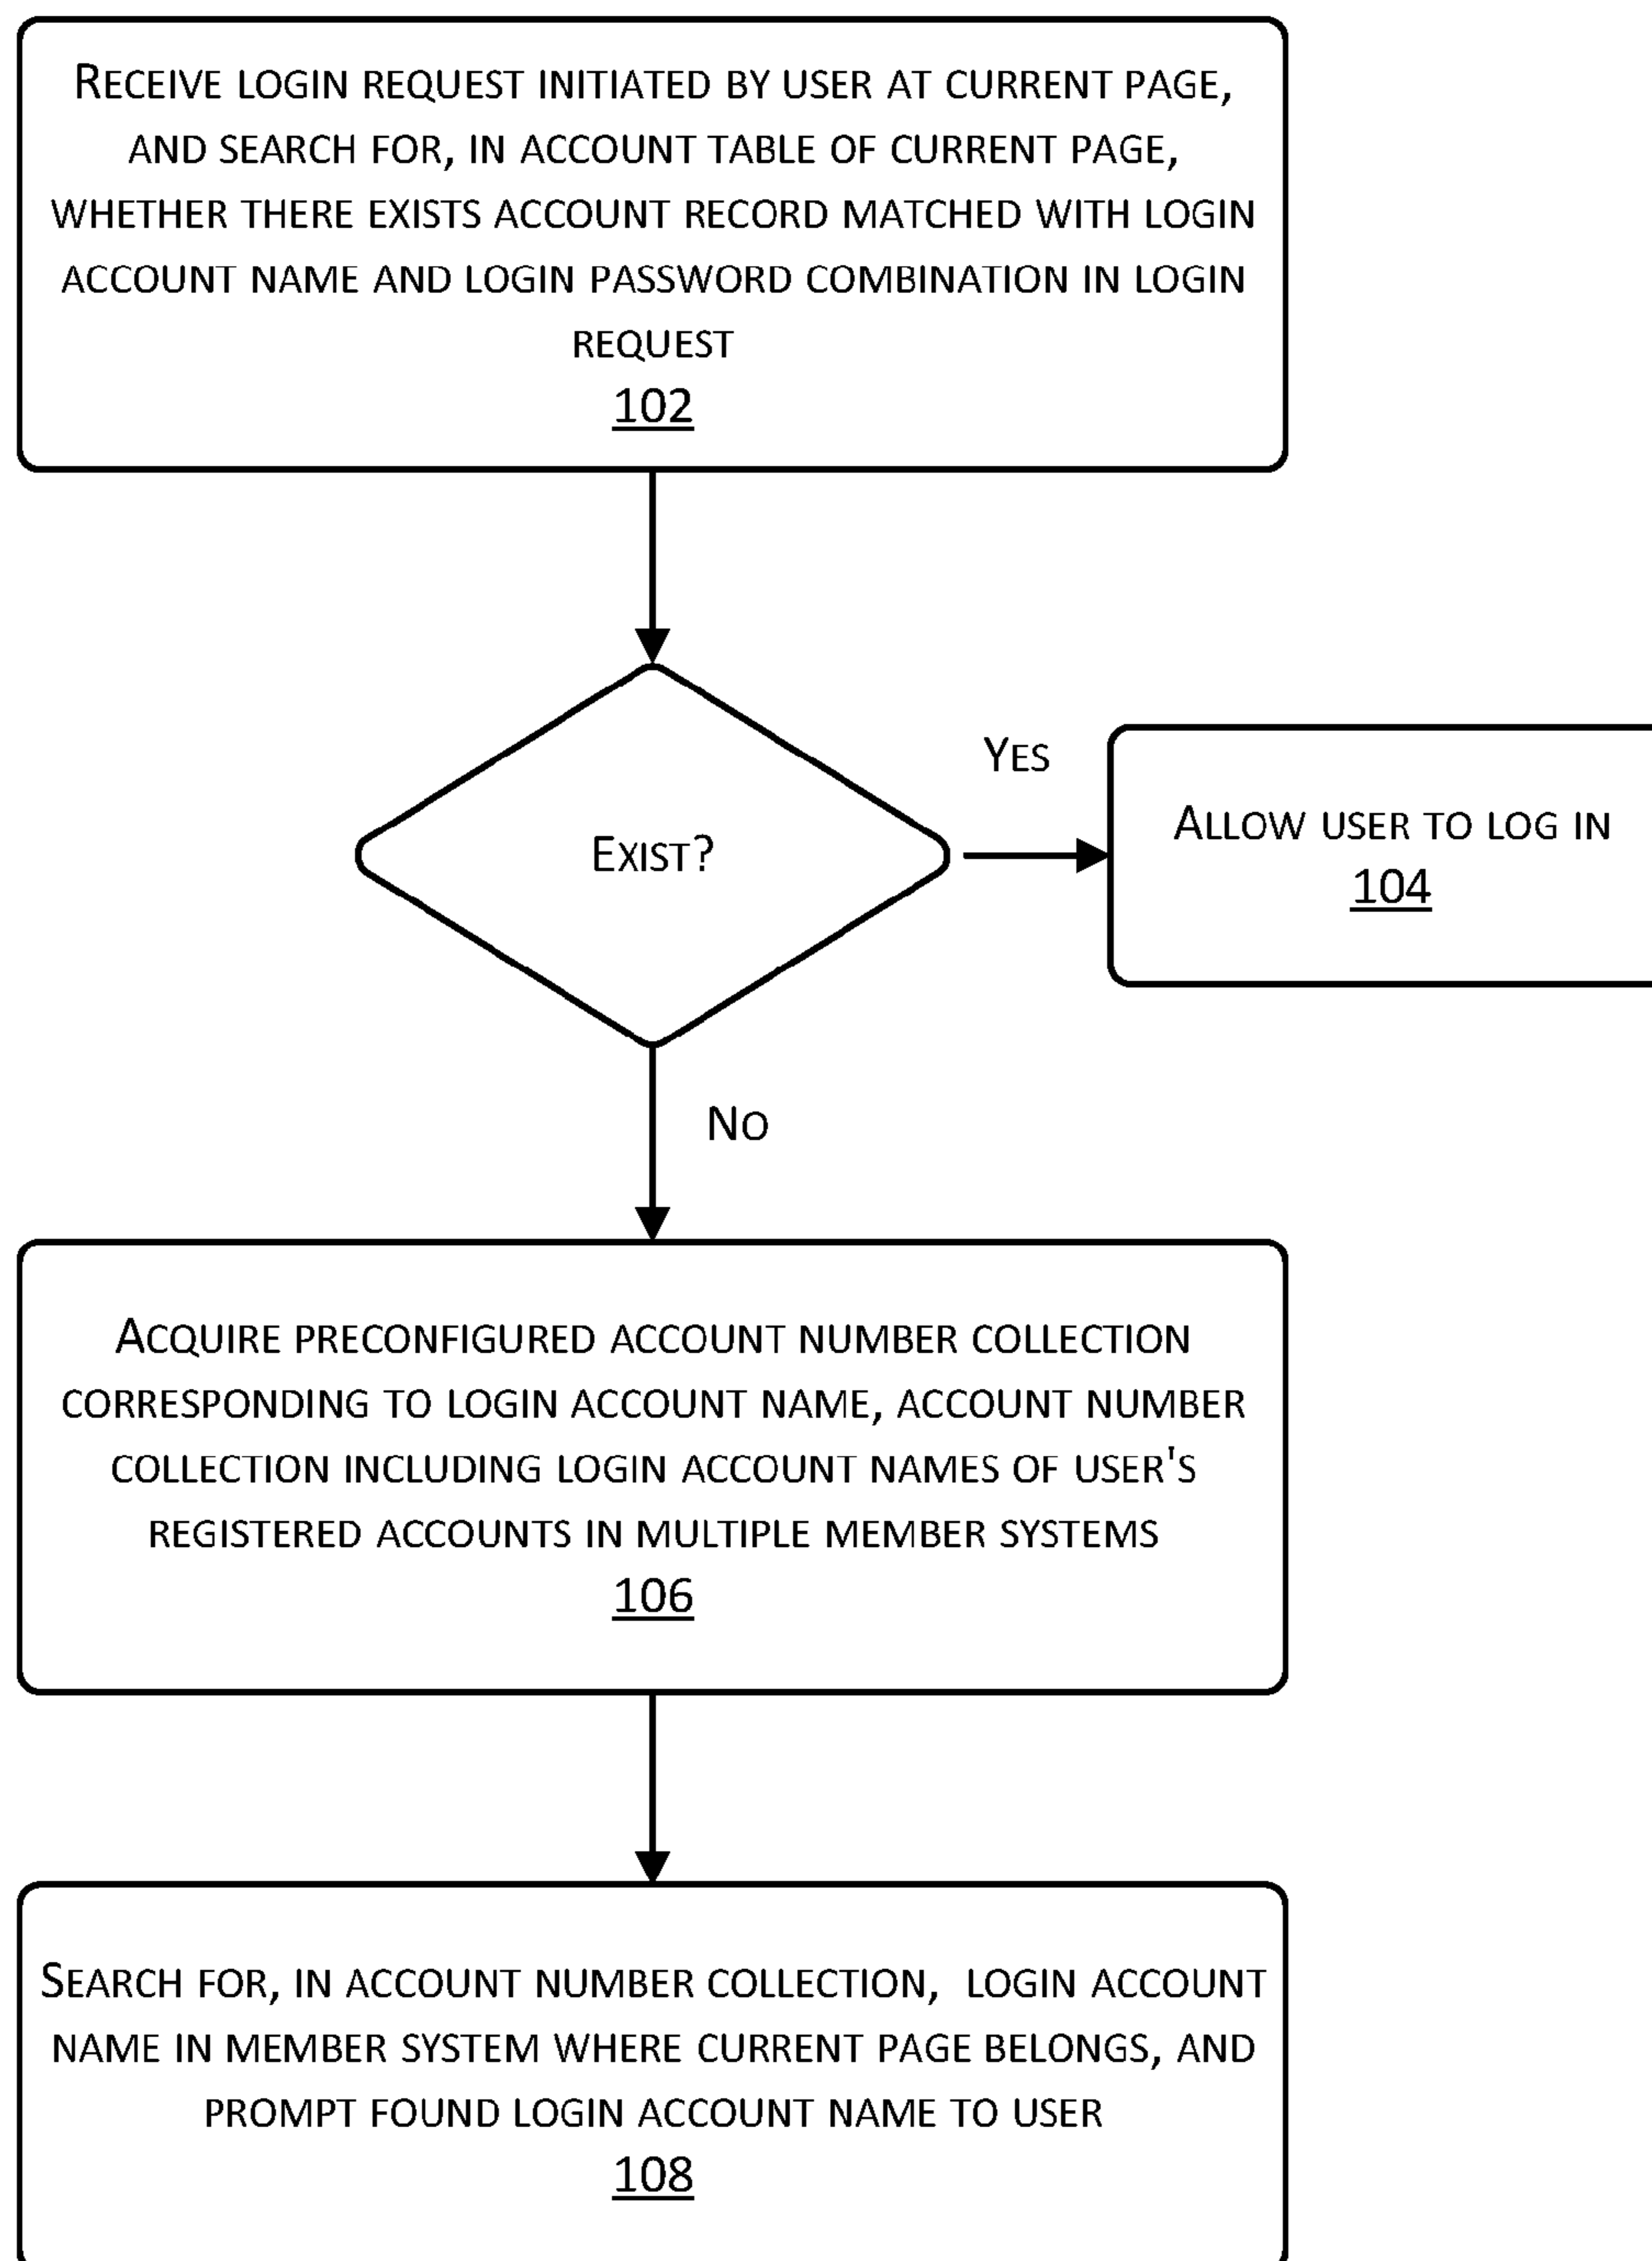 RECEIVE LOGIN REQUEST INITIATED BY USER AT CURRENT PAGE,
AND SEARCH FOR, IN ACCOUNT TABLE OF CURRENT PAGE,
WHETHER THERE EXISTS ACCOUNT RECORD MATCHED WITH LOGIN
ACCOUNT NAME AND LOGIN PASSWORD COMBINATION IN LOGIN
REQUEST
102
YES
EXIST?
ALLOW USER TO LOG IN
104
NO
ACQUIRE PRECONFIGURED ACCOUNT NUMBER COLLECTION
CORRESPONDING TO LOGIN ACCOUNT NAME, ACCOUNT NUMBER
COLLECTION INCLUDING LOGIN ACCOUNT NAMES OF USER'S
REGISTERED ACCOUNTS IN MULTIPLE MEMBER SYSTEMS
106
SEARCH FOR, IN ACCOUNT NUMBER COLLECTION, LOGIN ACCOUNT
NAME IN MEMBER SYSTEM WHERE CURRENT PAGE BELONGS, AND
PROMPT FOUND LOGIN ACCOUNT NAME TO USER
108